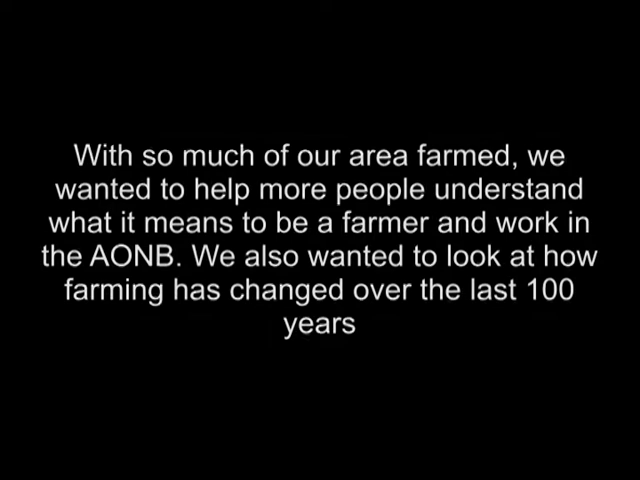 With so much of our area farmed, we
wanted to help more people understand
what it means to be a farmer and work in
the AONB. We also wanted to look at how
farming has changed over the last 100
years